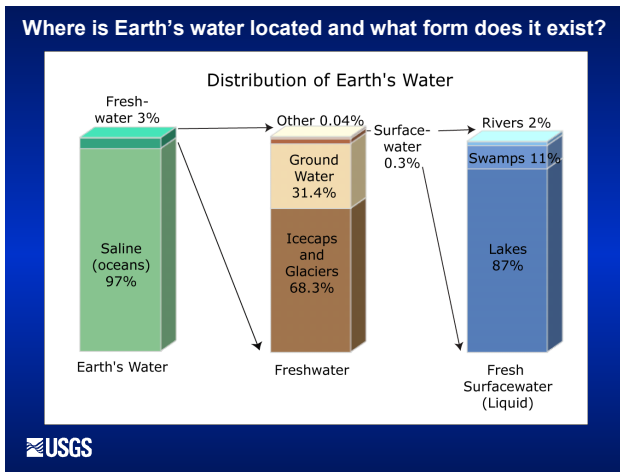 Where is Earth's water located and what form does it exist?
Distribution of Earth's Water
Fresh-
water 3%
Saline
(oceans)
97%
Earth's Water
Other 0.04%
Ground
Water
31.4%
Icecaps
and
Glaciers
68.3%
Freshwater
Surface-
water
0.3%
Rivers 2%
Swamps 11%
Lakes
87%
Fresh
Surfacewater
(Liquid)
USGS